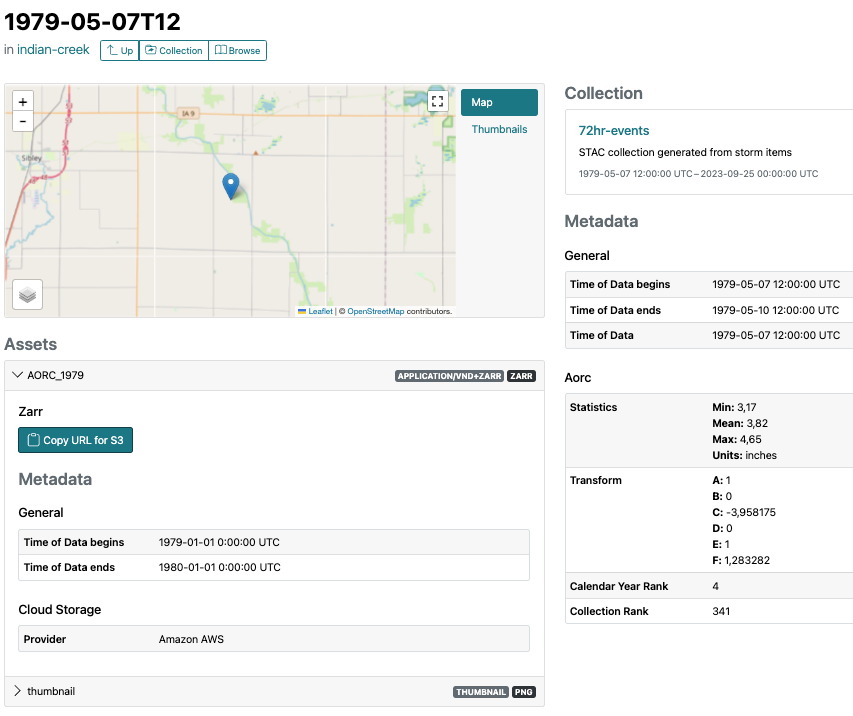 1979-05-07T12
in indian-creek
Up
Collection
Browse
+
−
IA 9
Sibley
Leaflet | © OpenStreetMap contributors.
Map
Thumbnails
Assets
AORC_1979
APPLICATION/VND+ZARR ZARR
Zarr
Copy URL for S3
Metadata
General
Time of Data begins 1979-01-01 0:00:00 UTC
Time of Data ends 1980-01-01 0:00:00 UTC
Cloud Storage
Provider Amazon AWS
thumbnail
THUMBNAIL PNG
Collection
72hr-events
STAC collection generated from storm items
1979-05-07 12:00:00 UTC – 2023-09-25 00:00:00 UTC
Metadata
General
Time of Data begins 1979-05-07 12:00:00 UTC
Time of Data ends 1979-05-10 12:00:00 UTC
Time of Data 1979-05-07 12:00:00 UTC
Aorc
Statistics Min: 3,17
Mean: 3,82
Max: 4,65
Units: inches
Transform A: 1
B: 0
C: -3,958175
D: 0
E: 1
F: 1,283282
Calendar Year Rank 4
Collection Rank 341